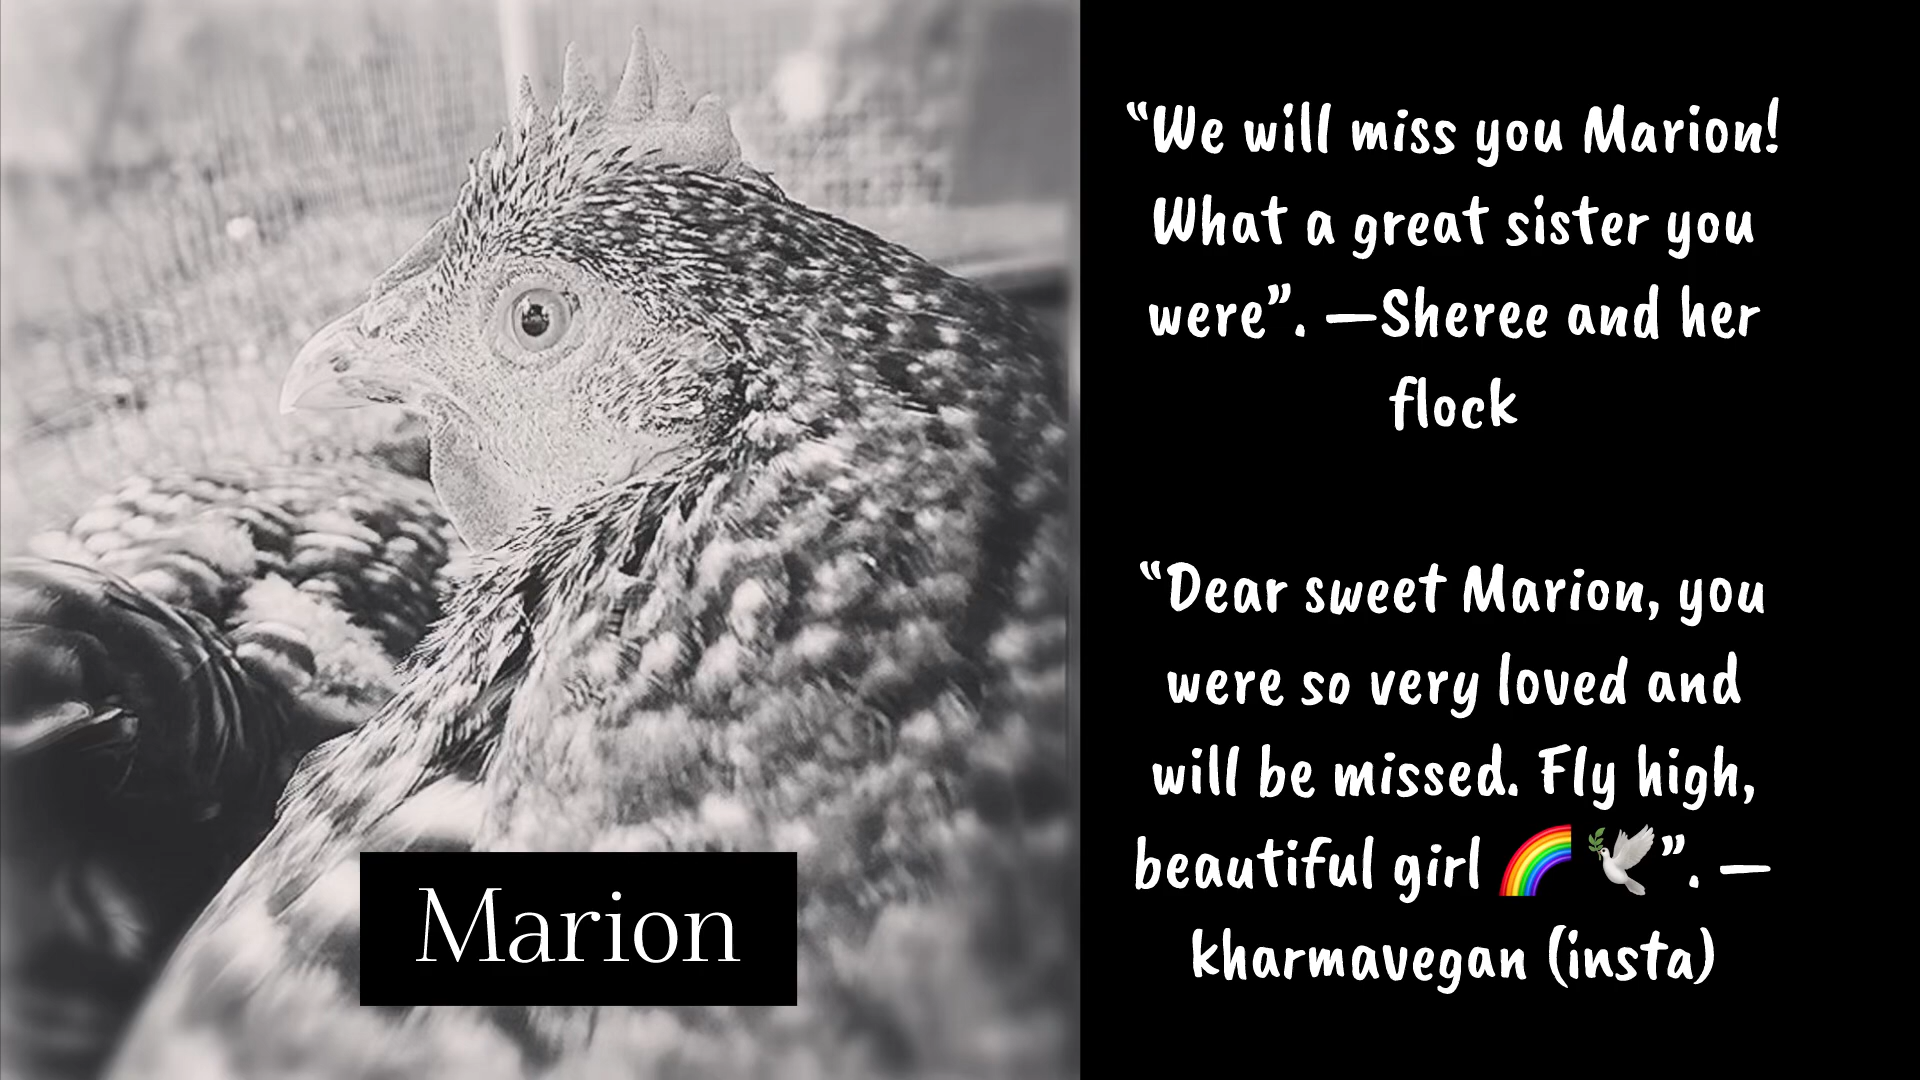 “We will miss you Marion!
What a great sister you
were”. —Sheree and her
flock
“Dear sweet Marion, you
were so very loved and
will be missed. Fly high,
beautiful girl 🌈 🕊️”. —
kharmavegan (insta)
Marion